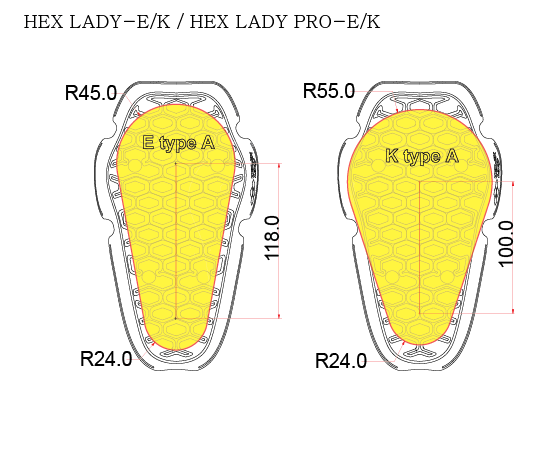 HEX LADY-E/K / HEX LADY PRO-E/K
R45.0
E type A
118.0
R24.0
R55.0
K type A
100.0
R24.0